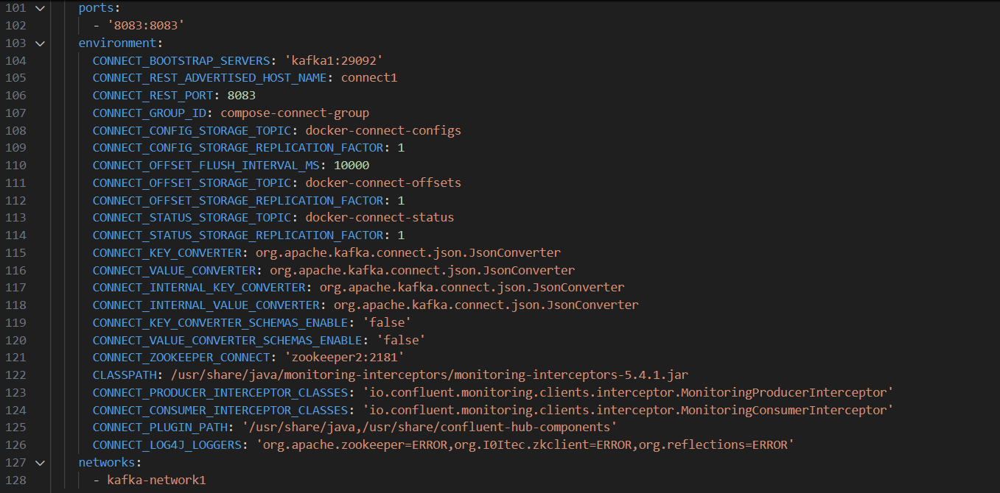 101 ports:
102 - '8083:8083'
103 environment:
104 CONNECT_BOOTSTRAP_SERVERS: 'kafka1:29092'
105 CONNECT_REST_ADVERTISED_HOST_NAME: connect1
106 CONNECT_REST_PORT: 8083
107 CONNECT_GROUP_ID: compose-connect-group
108 CONNECT_CONFIG_STORAGE_TOPIC: docker-connect-configs
109 CONNECT_CONFIG_STORAGE_REPLICATION_FACTOR: 1
110 CONNECT_OFFSET_FLUSH_INTERVAL_MS: 10000
111 CONNECT_OFFSET_STORAGE_TOPIC: docker-connect-offsets
112 CONNECT_OFFSET_STORAGE_REPLICATION_FACTOR: 1
113 CONNECT_STATUS_STORAGE_TOPIC: docker-connect-status
114 CONNECT_STATUS_STORAGE_REPLICATION_FACTOR: 1
115 CONNECT_KEY_CONVERTER: org.apache.kafka.connect.json.JsonConverter
116 CONNECT_VALUE_CONVERTER: org.apache.kafka.connect.json.JsonConverter
117 CONNECT_INTERNAL_KEY_CONVERTER: org.apache.kafka.connect.json.JsonConverter
118 CONNECT_INTERNAL_VALUE_CONVERTER: org.apache.kafka.connect.json.JsonConverter
119 CONNECT_KEY_CONVERTER_SCHEMAS_ENABLE: 'false'
120 CONNECT_VALUE_CONVERTER_SCHEMAS_ENABLE: 'false'
121 CONNECT_ZOOKEEPER_CONNECT: 'zookeeper2:2181'
122 CLASSPATH: /usr/share/java/monitoring-interceptors/monitoring-interceptors-5.4.1.jar
123 CONNECT_PRODUCER_INTERCEPTOR_CLASSES: 'io.confluent.monitoring.clients.interceptor.MonitoringProducerInterceptor'
124 CONNECT_CONSUMER_INTERCEPTOR_CLASSES: 'io.confluent.monitoring.clients.interceptor.MonitoringConsumerInterceptor'
125 CONNECT_PLUGIN_PATH: '/usr/share/java,/usr/share/confluent-hub-components'
126 CONNECT_LOG4J_LOGGERS: 'org.apache.zookeeper=ERROR,org.I0Itec.zkclient=ERROR,org.reflections=ERROR'
127 networks:
128 - kafka-network1